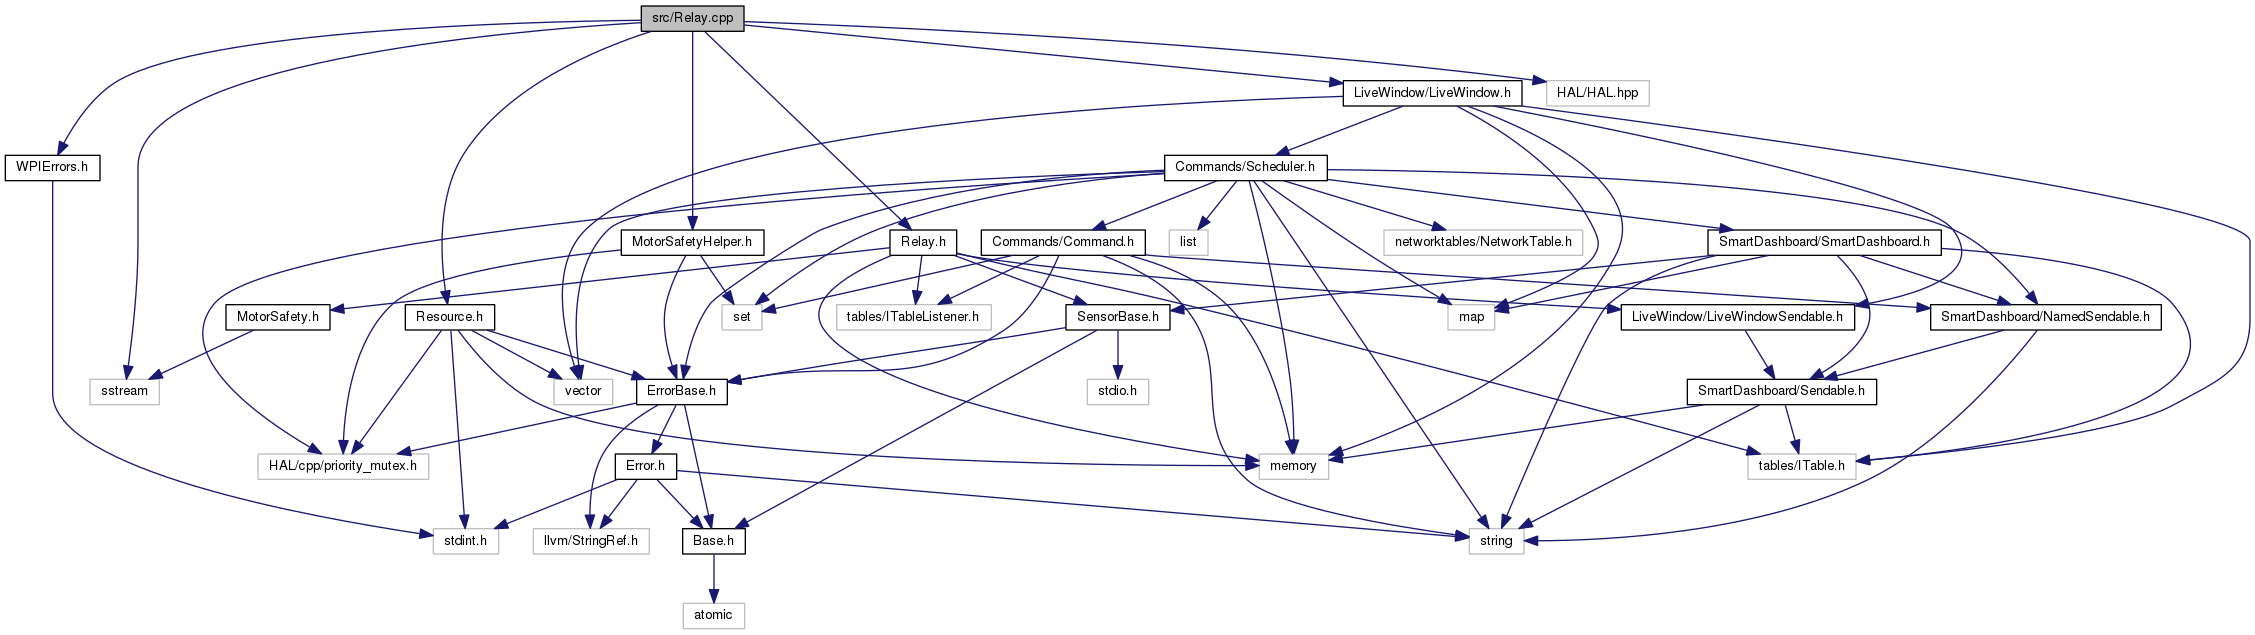 src/Relay.cpp
LiveWindow/LiveWindow.h
HAL/HAL.hpp
WPIErrors.h
Commands/Scheduler.h
MotorSafetyHelper.h
Relay.h
Commands/Command.h
list
networktables/NetworkTable.h
SmartDashboard/SmartDashboard.h
MotorSafety.h
Resource.h
set
tables/ITableListener.h
SensorBase.h
map
LiveWindow/LiveWindowSendable.h
SmartDashboard/NamedSendable.h
sstream
vector
ErrorBase.h
stdio.h
SmartDashboard/Sendable.h
HAL/cpp/priority_mutex.h
Error.h
memory
tables/ITable.h
stdint.h
llvm/StringRef.h
Base.h
string
atomic